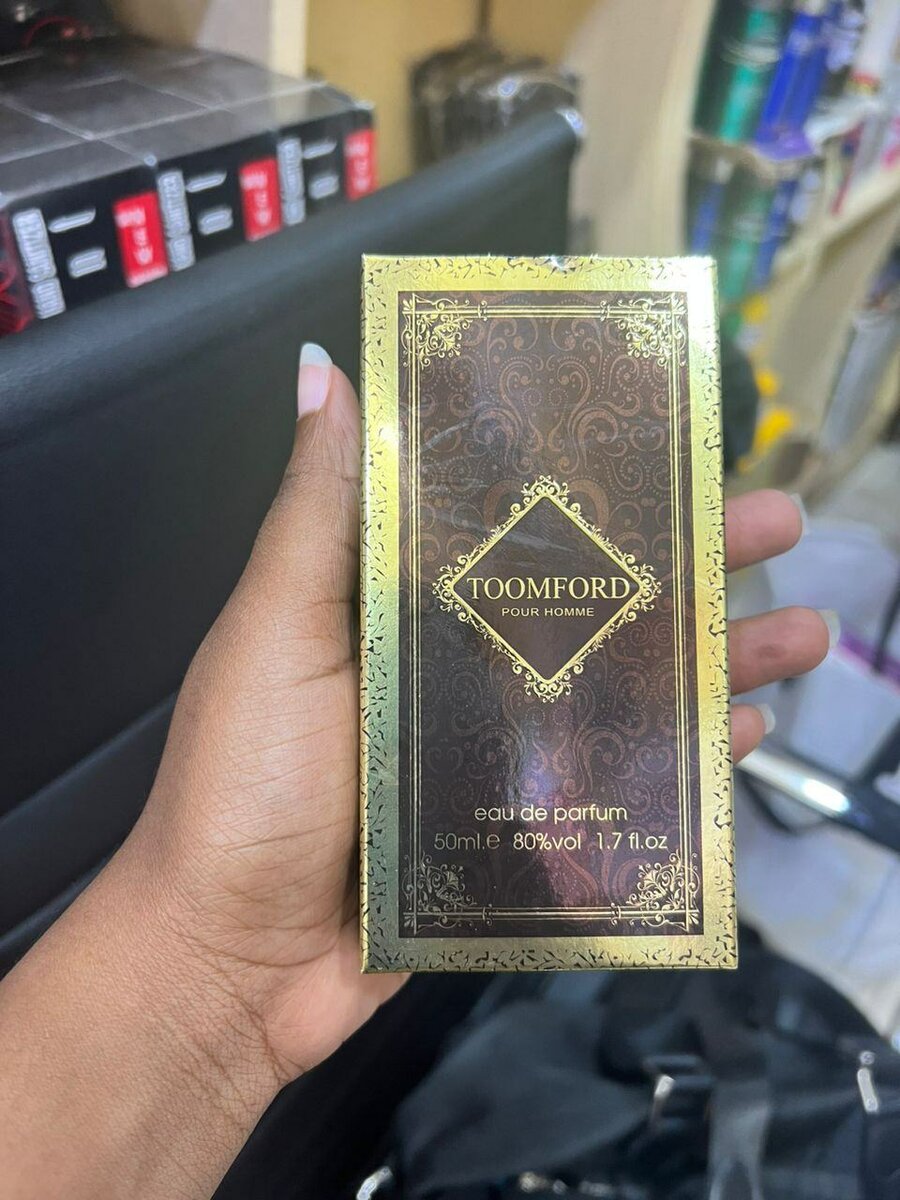 TOOMFORD
POUR HOMME
eau de parfum
50ml.e 80%vol 1.7 fl.oz